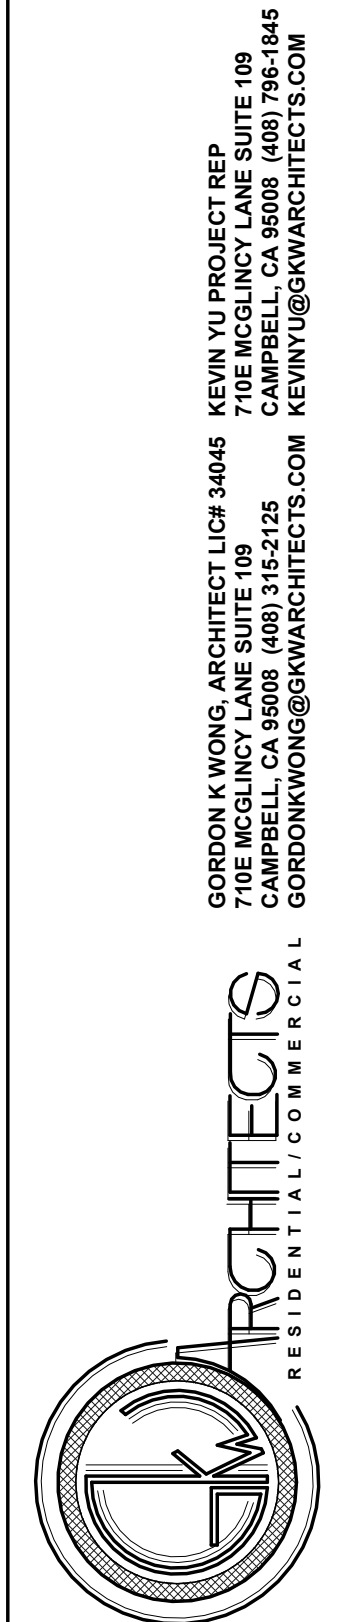 GKW
ARCHITECTS
RESIDENTIAL/COMMERCIAL
GORDON K WONG, ARCHITECT LIC# 34045
710E MCGLINCY LANE SUITE 109
CAMPBELL, CA 95008 (408) 315-2125
GORDONKWONG@GKWARCHITECTS.COM
KEVIN YU PROJECT REP
710E MCGLINCY LANE SUITE 109
CAMPBELL, CA 95008 (408) 796-1845
KEVINYU@GKWARCHITECTS.COM